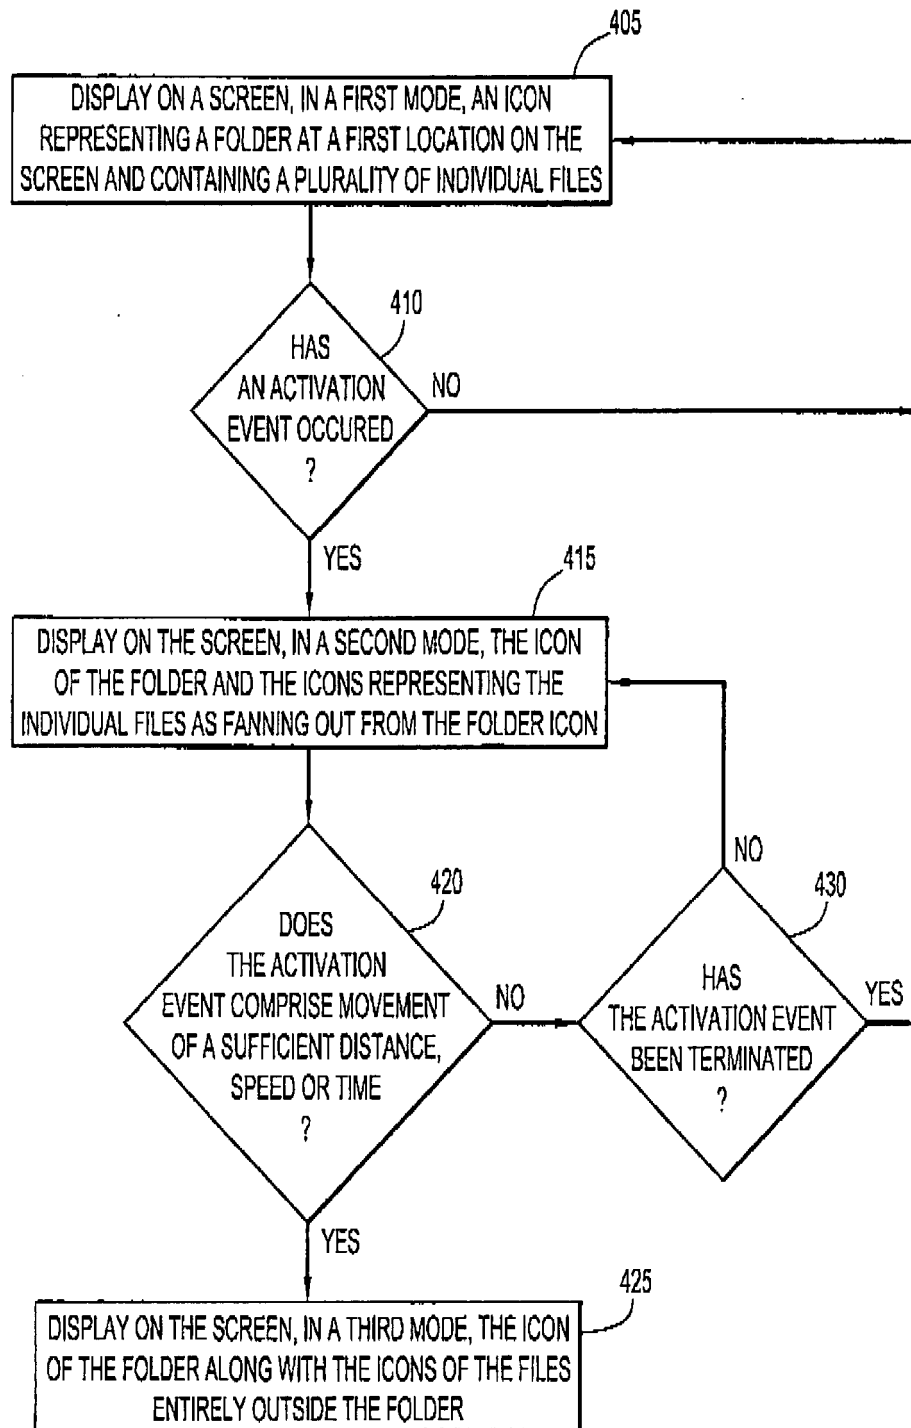 405
DISPLAY ON A SCREEN, IN A FIRST MODE, AN ICON
REPRESENTING A FOLDER AT A FIRST LOCATION ON THE
SCREEN AND CONTAINING A PLURALITY OF INDIVIDUAL FILES
410
HAS
AN ACTIVATION
EVENT OCCURED
?
NO
YES
415
DISPLAY ON THE SCREEN, IN A SECOND MODE, THE ICON
OF THE FOLDER AND THE ICONS REPRESENTING THE
INDIVIDUAL FILES AS FANNING OUT FROM THE FOLDER ICON
420
DOES
THE ACTIVATION
EVENT COMPRISE MOVEMENT
OF A SUFFICIENT DISTANCE,
SPEED OR TIME
?
NO
YES
NO
430
HAS
THE ACTIVATION EVENT
BEEN TERMINATED
?
YES
425
DISPLAY ON THE SCREEN, IN A THIRD MODE, THE ICON
OF THE FOLDER ALONG WITH THE ICONS OF THE FILES
ENTIRELY OUTSIDE THE FOLDER